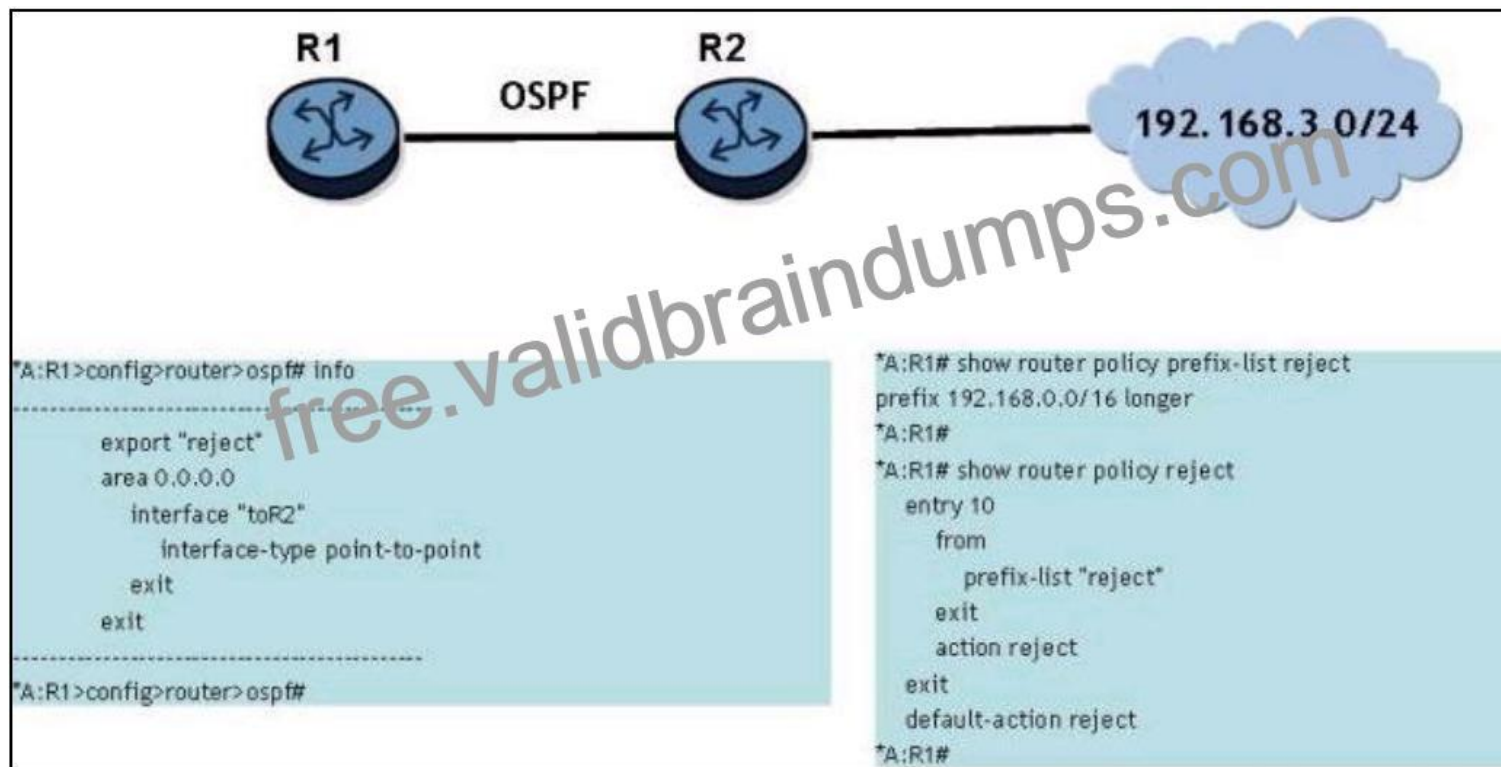 R1
R2
OSPF
192.168.3.0/24
free.validbraindumps.com
*A:R1>config>router>ospf# info
----------------------------------------------
export "reject"
area 0.0.0.0
interface "toR2"
interface-type point-to-point
exit
exit
----------------------------------------------
*A:R1>config>router>ospf#
*A:R1# show router policy prefix-list reject
prefix 192.168.0.0/16 longer
*A:R1#
*A:R1# show router policy reject
entry 10
from
prefix-list "reject"
exit
action reject
exit
default-action reject
*A:R1#